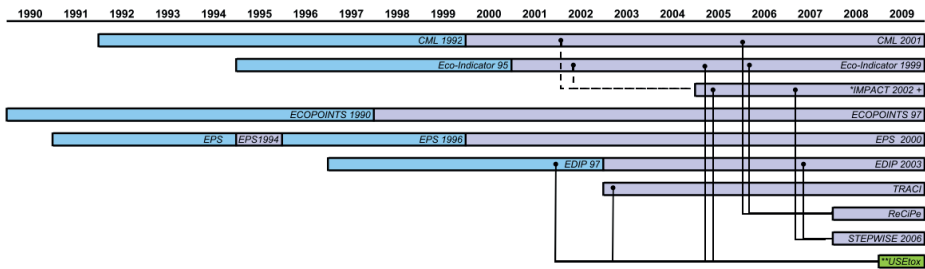 1990 1991 1992 1993 1994 1995 1996 1997 1998 1999 2000 2001 2002 2003 2004 2005 2006 2007 2008 2009
CML 1992 CML 2001
Eco-Indicator 95 Eco-Indicator 1999
*IMPACT 2002 +
ECOPOINTS 1990 ECOPOINTS 97
EPS EPS1994 EPS 1996 EPS 2000
EDIP 97 EDIP 2003
TRACI
ReCiPe
STEPWISE 2006
**USEtox